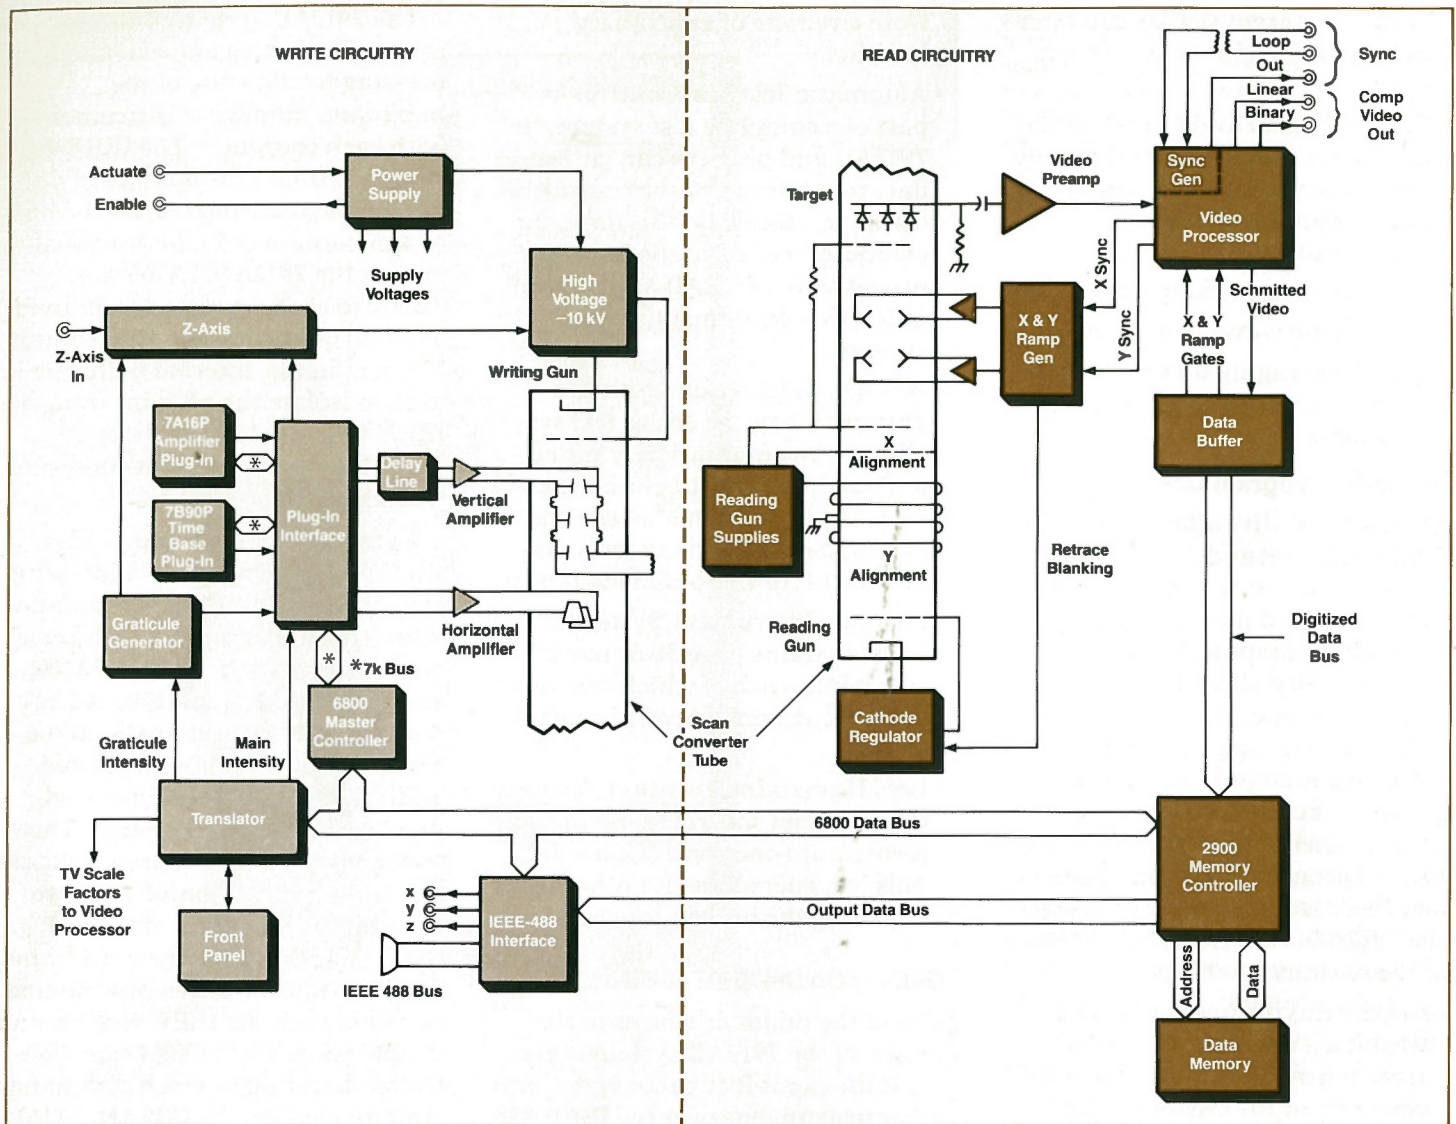 WRITE CIRCUITRY
READ CIRCUITRY
Loop
Out
Sync
Linear
Binary
Comp
Video
Out
Actuate
Enable
Power
Supply
Supply
Voltages
High
Voltage
–10 kV
Z-Axis
Z-Axis
In
Writing Gun
7A16P
Amplifier
Plug-In
*
7B90P
Time
Base
Plug-In
*
Plug-In
Interface
Delay
Line
Vertical
Amplifier
Horizontal
Amplifier
Graticule
Generator
*
*7k Bus
6800
Master
Controller
Graticule
Intensity
Main
Intensity
Translator
TV Scale
Factors
to Video
Processor
Front
Panel
x
y
z
IEEE-488
Interface
IEEE 488 Bus
Target
Video
Preamp
Sync
Gen
Video
Processor
X Sync
Y Sync
X & Y
Ramp
Gen
X & Y
Ramp
Gates
Schmitted
Video
Data
Buffer
X
Alignment
Reading
Gun
Supplies
Y
Alignment
Retrace
Blanking
Reading
Gun
Cathode
Regulator
Scan
Converter
Tube
Digitized
Data
Bus
6800 Data Bus
Output Data Bus
2900
Memory
Controller
Address
Data
Data
Memory